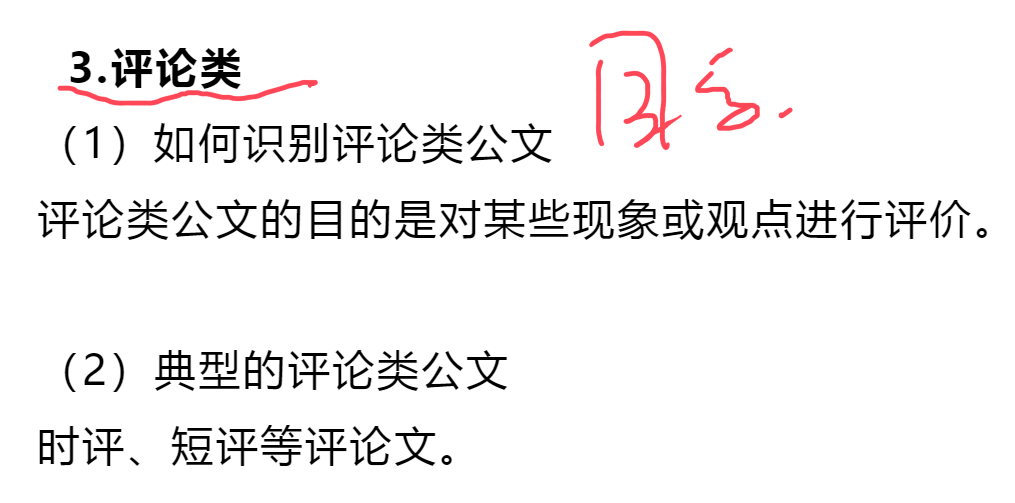 3.评论类
（1）如何识别评论类公文
评论类公文的目的是对某些现象或观点进行评价。
（2）典型的评论类公文
时评、短评等评论文。